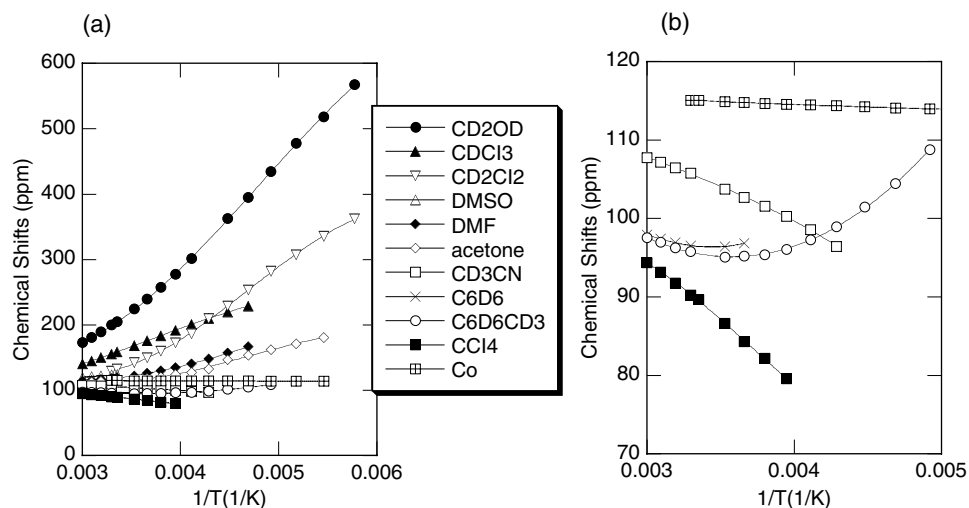 (a)
600
500
400
300
200
100
0
0.003 0.004 0.005 0.006
1/T(1/K)
Chemical Shifts (ppm)
CD2OD
CDCl3
CD2Cl2
DMSO
DMF
acetone
CD3CN
C6D6
C6D6CD3
CCl4
Co
(b)
120
110
100
90
80
70
0.003 0.004 0.005
1/T(1/K)
Chemical Shifts (ppm)